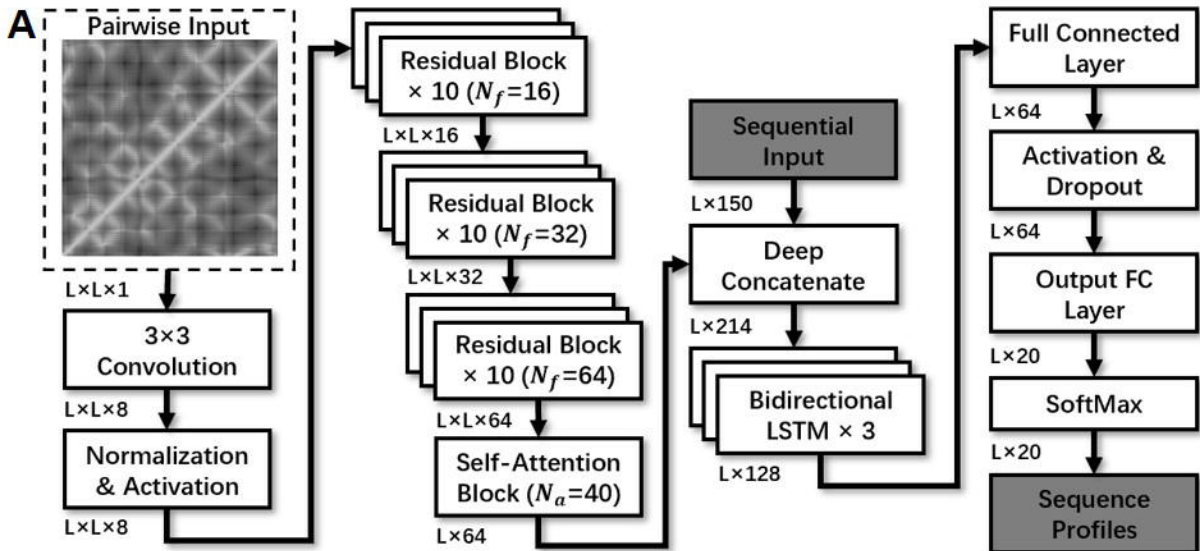 A
Pairwise Input
L×L×1
3×3
Convolution
L×L×8
Normalization
& Activation
L×L×8
Residual Block
× 10 (N_f=16)
L×L×16
Residual Block
× 10 (N_f=32)
L×L×32
Residual Block
× 10 (N_f=64)
L×L×64
Self-Attention
Block (N_a=40)
L×64
Sequential
Input
L×150
Deep
Concatenate
L×214
Bidirectional
LSTM × 3
L×128
Full Connected
Layer
L×64
Activation &
Dropout
L×64
Output FC
Layer
L×20
SoftMax
L×20
Sequence
Profiles